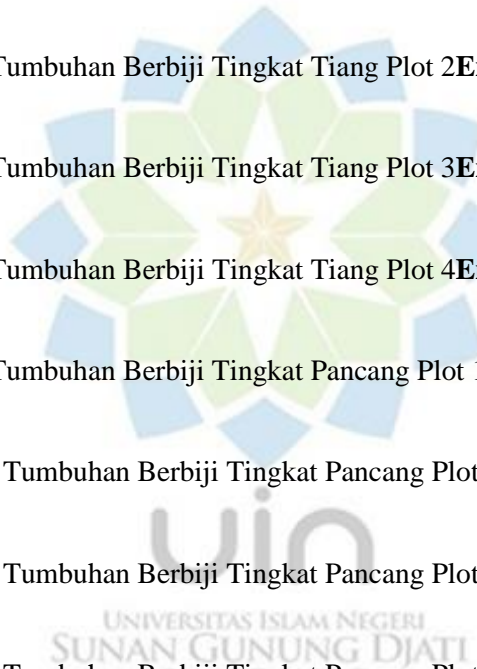 Tumbuhan Berbiji Tingkat Tiang Plot 2
Tumbuhan Berbiji Tingkat Tiang Plot 3
Tumbuhan Berbiji Tingkat Tiang Plot 4
Tumbuhan Berbiji Tingkat Pancang Plot 1
Tumbuhan Berbiji Tingkat Pancang Plot
uin
Tumbuhan Berbiji Tingkat Pancang Plot
UNIVERSITAS ISLAM NEGERI
SUNAN GUNUNG DJATI